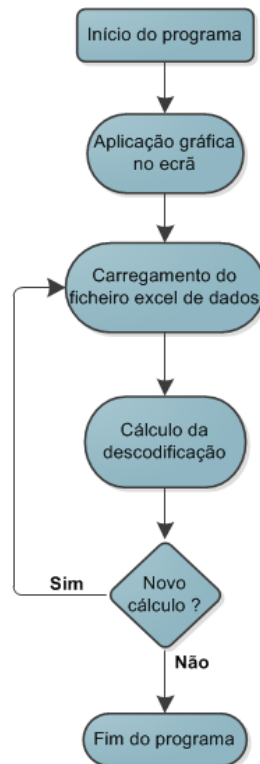 Início do programa
Aplicação gráfica
no ecrã
Carregamento do
ficheiro excel de dados
Cálculo da
descodificação
Novo
cálculo ?
Sim
Não
Fim do programa